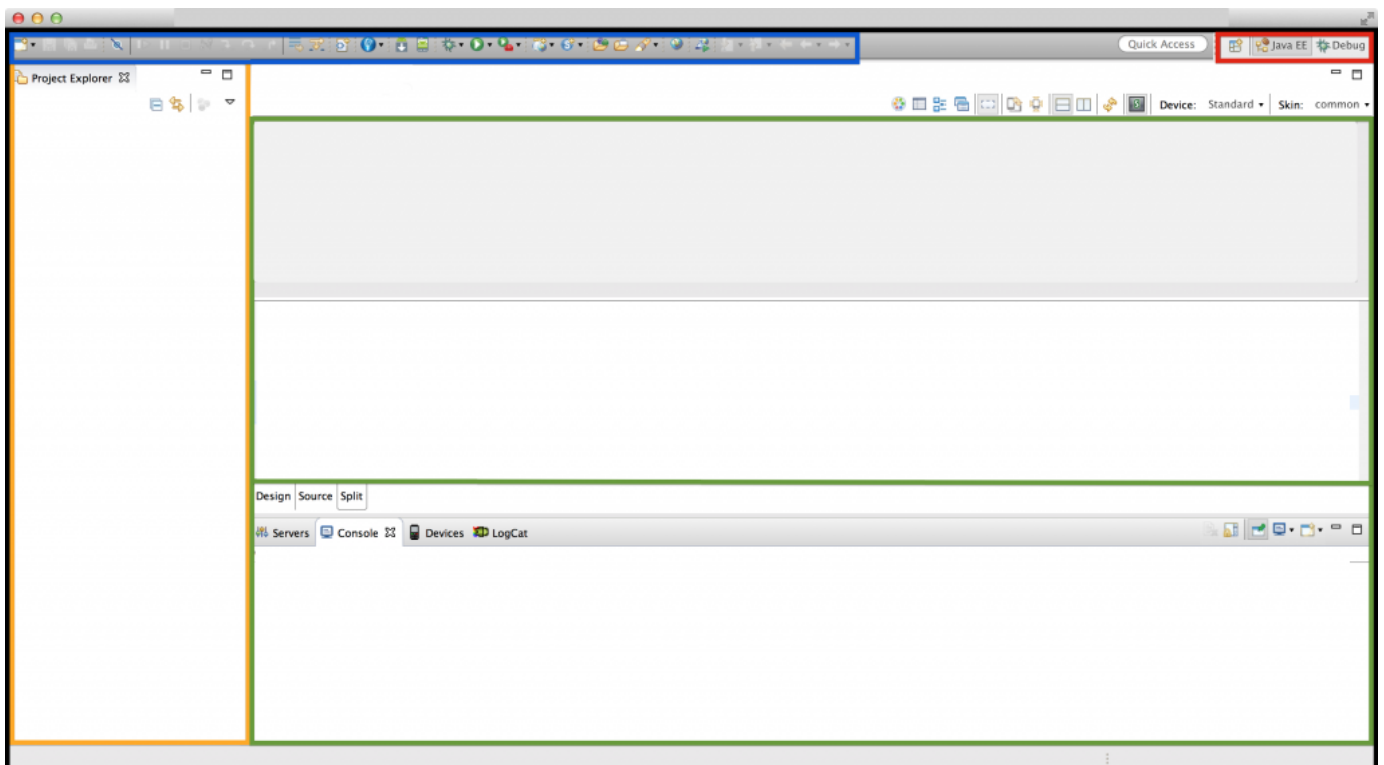 Quick Access
Java EE
Debug
Project Explorer
Device: Standard
Skin: common
Design
Source
Split
Servers
Console
Devices
LogCat